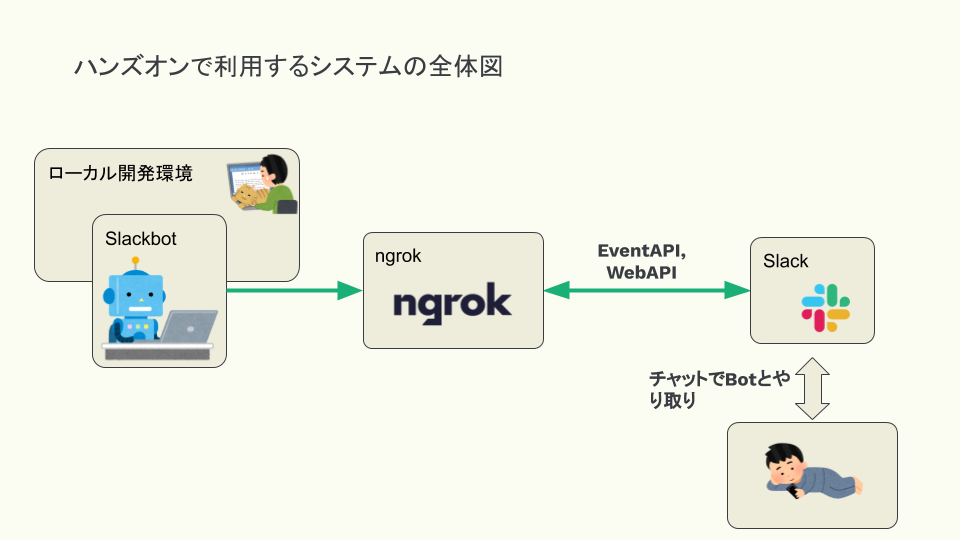 ハンズオンで利用するシステムの全体図
ローカル開発環境
Slackbot
ngrok
ngrok
EventAPI,
WebAPI
Slack
チャットでBotとや
り取り